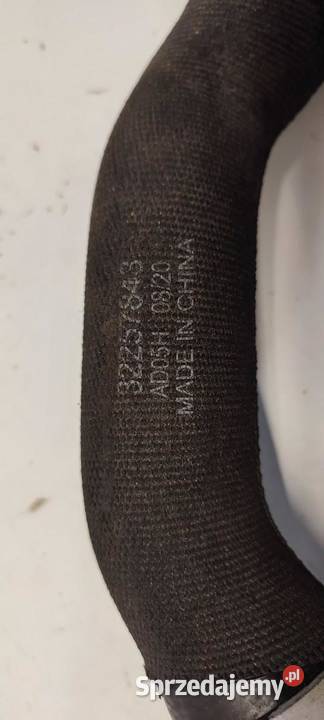 32257843
AD05H 08/20
MADE IN CHINA
Sprzedajemy.pl